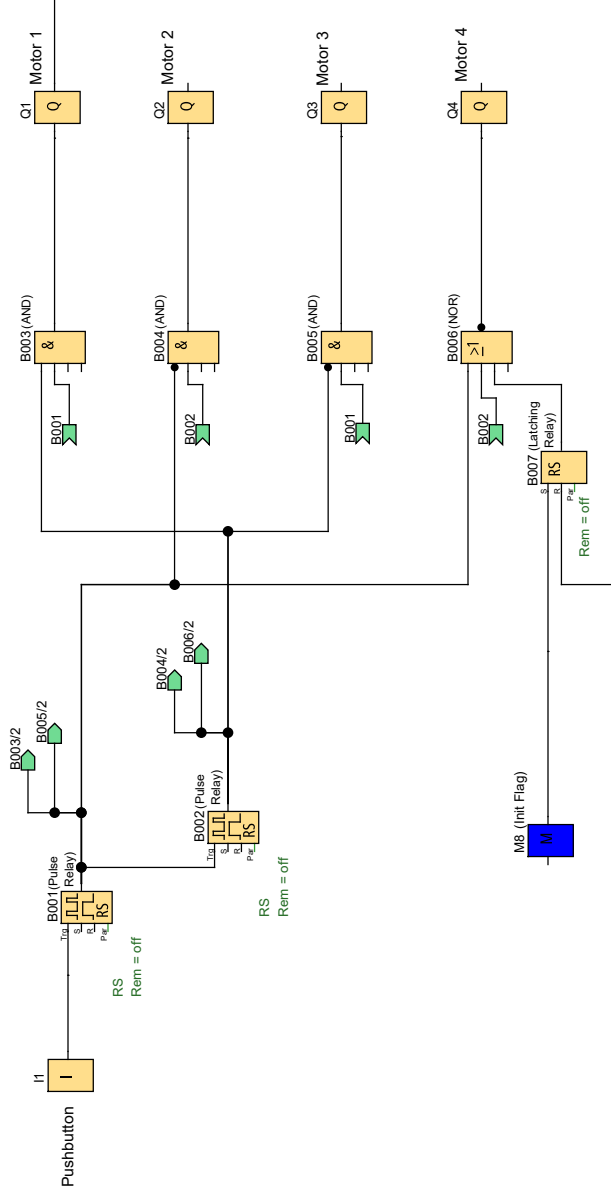 Pushbutton
I1
I
B001(Pulse
Relay)
Trg
S
R
Par
RS
RS
Rem = off
B003/2
B005/2
B002(Pulse
Relay)
Trg
S
R
Par
RS
RS
Rem = off
B004/2
B006/2
B003(AND)
&
B001
Q1
Q
Motor 1
B004(AND)
&
B002
Q2
Q
Motor 2
B005(AND)
&
B001
Q3
Q
Motor 3
B006(NOR)
≥1
B002
Q4
Q
Motor 4
M8 (Init Flag)
M
B007 (Latching
Relay)
S
R
Par
RS
Rem = off